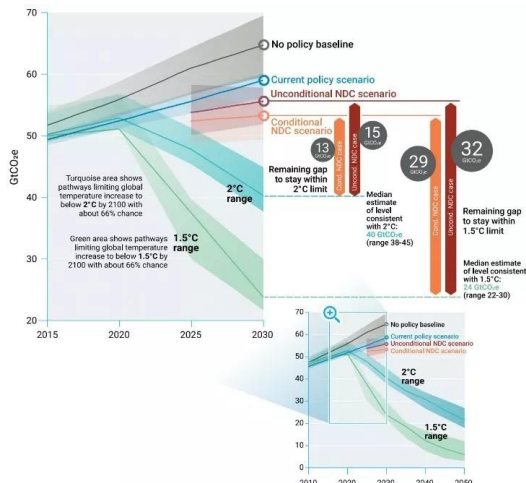 70
60
50
40
30
20
GtCO₂e
2015
2020
2025
2030
No policy baseline
Current policy scenario
Unconditional NDC scenario
Conditional
NDC scenario
Turquoise area shows
pathways limiting global
temperature increase to
below 2°C by 2100 with
about 66% chance
Green area shows pathways
limiting global temperature
increase to below 1.5°C by
2100 with about 66% chance
2°C
range
1.5°C
range
13
GtCO₂e
15
GtCO₂e
Cond. NDC case
Uncond. NDC case
Remaining gap
to stay within
2°C limit
Median
estimate
of level
consistent
with 2°C:
40 GtCO₂e
(range 38-45)
29
GtCO₂e
32
GtCO₂e
Cond. NDC case
Uncond. NDC case
Remaining gap
to stay within
1.5°C limit
Median estimate
of level consistent
with 1.5°C:
24 GtCO₂e
(range 22-30)
70
60
50
40
30
20
10
0
2010
2020
2030
2040
2050
No policy baseline
Current policy scenario
Unconditional NDC scenario
Conditional NDC scenario
2°C
range
1.5°C
range